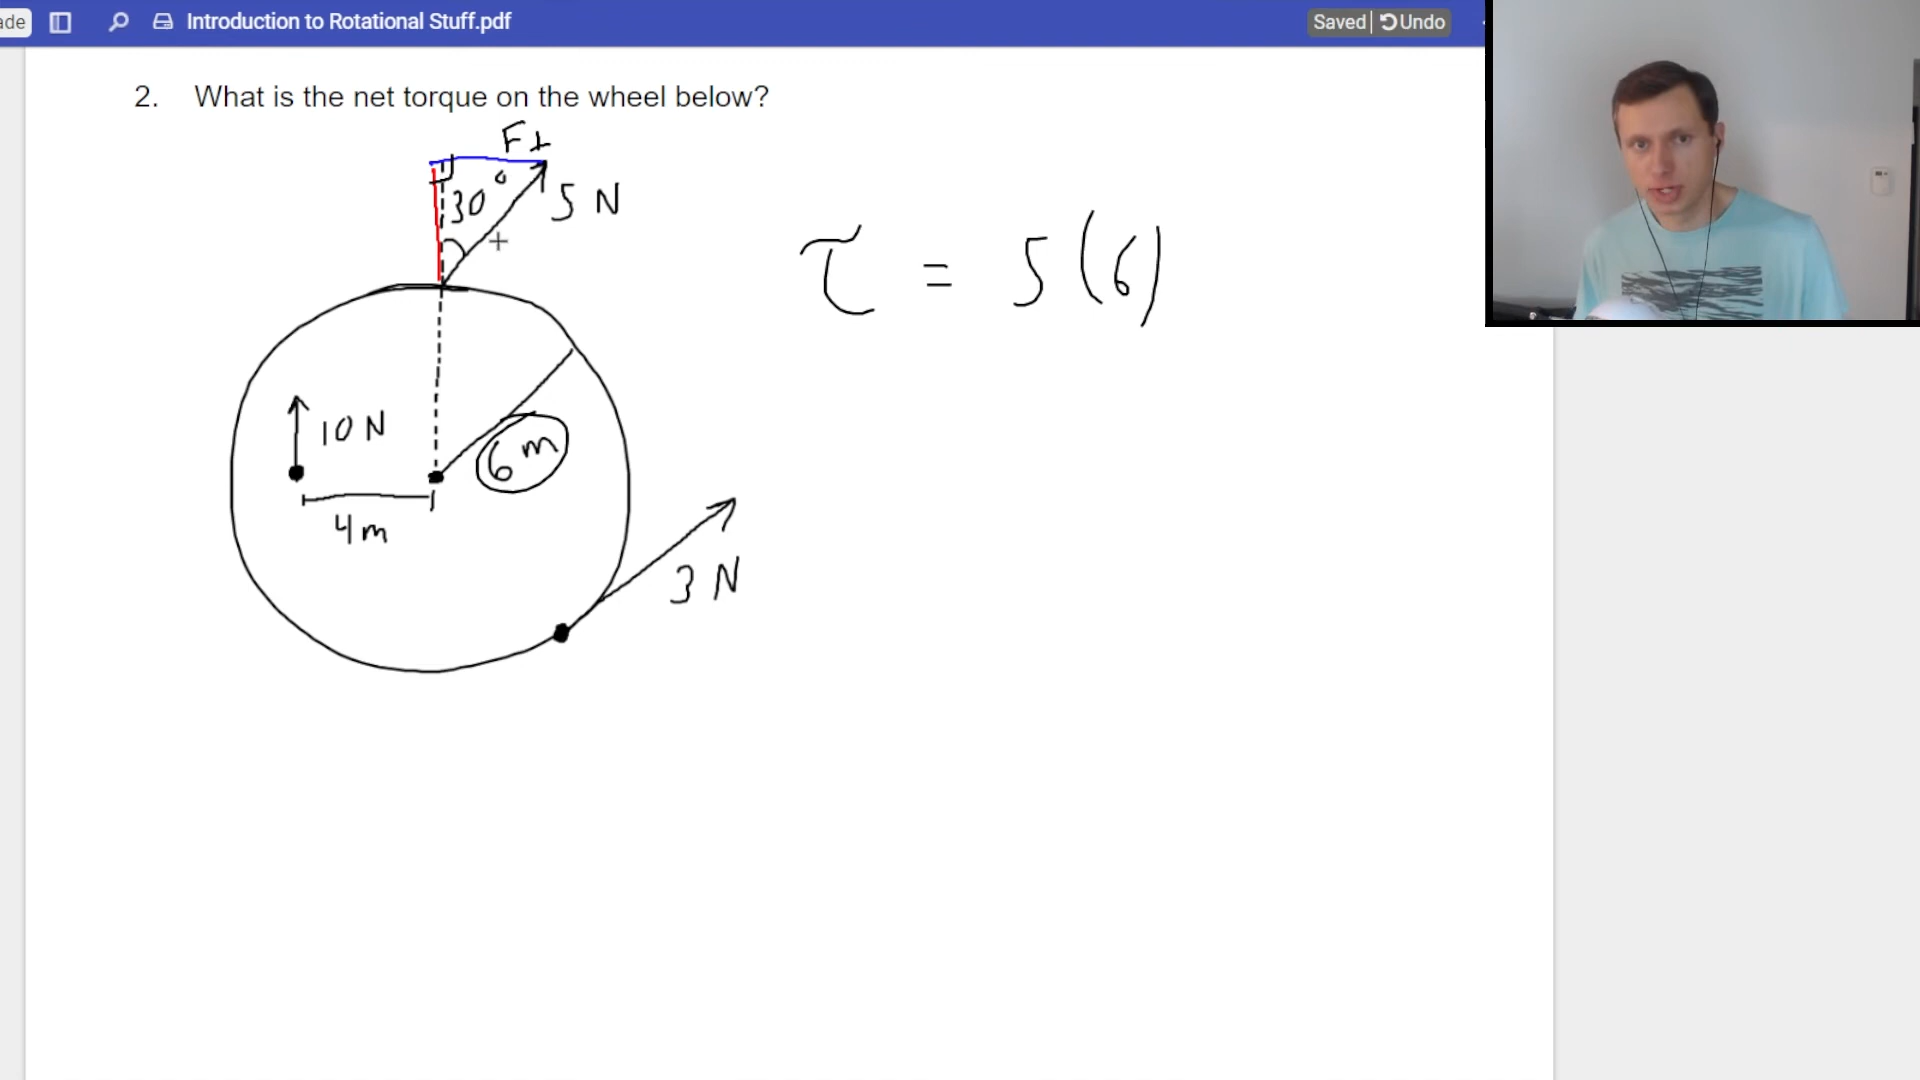 ade Introduction to Rotational Stuff.pdf Saved Undo
2. What is the net torque on the wheel below?
F⊥
30°
5 N
τ = 5(6)
10 N
6 m
4 m
3 N